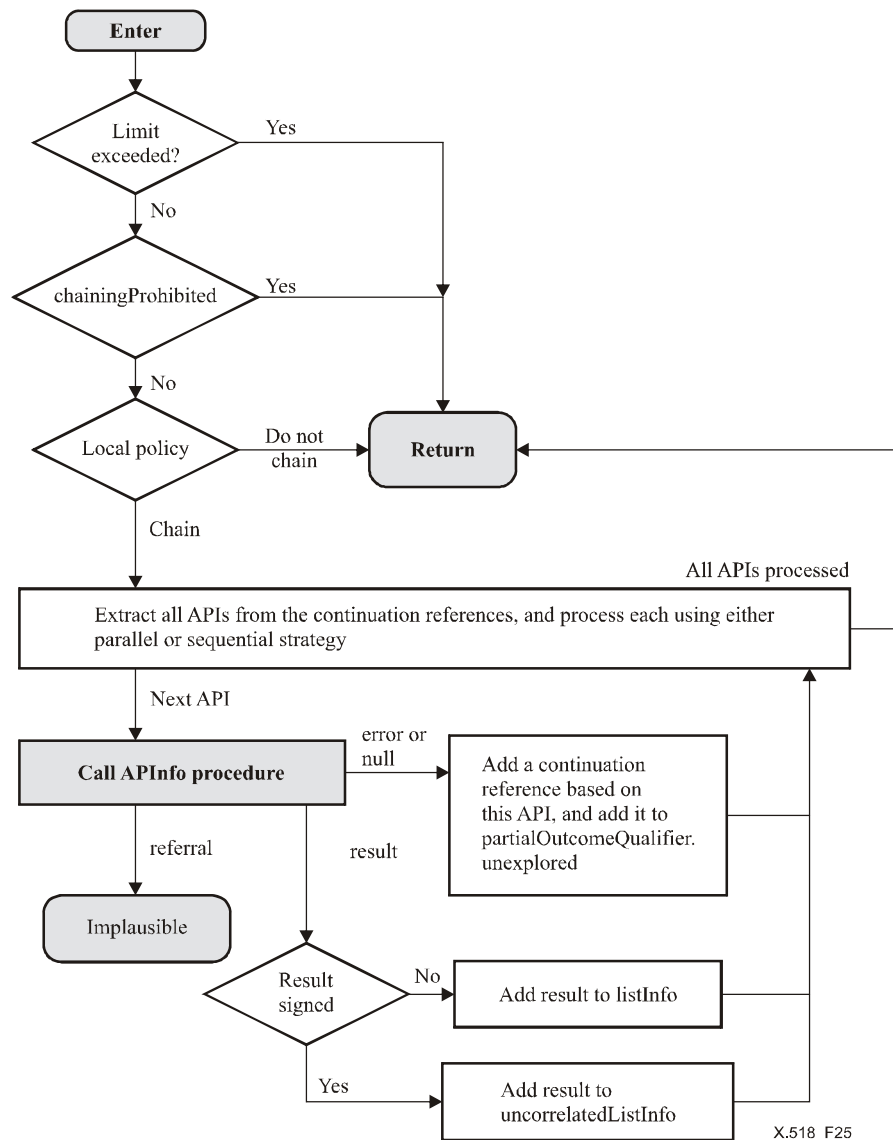 Enter
Limit
exceeded?
Yes
No
chainingProhibited
Yes
No
Local policy
Do not
chain
Return
Chain
All APIs processed
Extract all APIs from the continuation references, and process each using either
parallel or sequential strategy
Next API
Call APInfo procedure
error or
null
Add a continuation
reference based on
this API, and add it to
partialOutcomeQualifier.
unexplored
referral
result
Implausible
Result
signed
No
Add result to listInfo
Yes
Add result to
uncorrelatedListInfo
X.518_F25